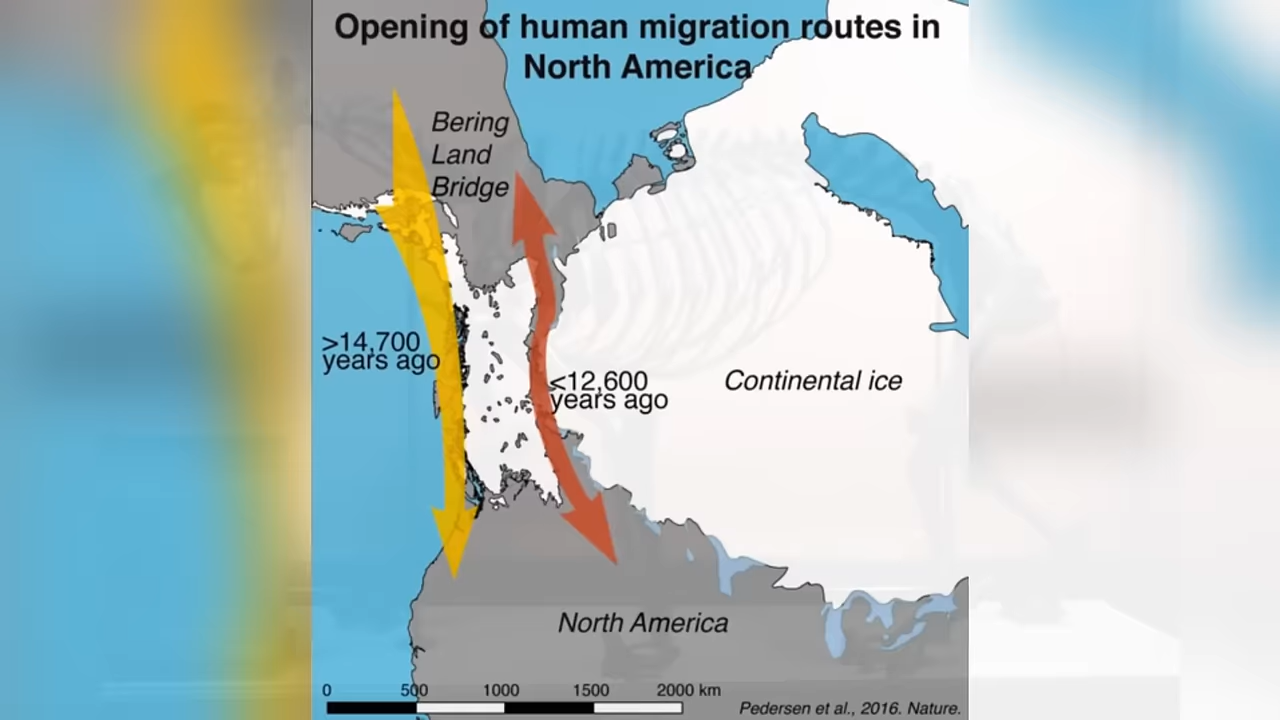 Opening of human migration routes in
North America
Bering
Land
Bridge
>14,700
years ago
<12,600
years ago
Continental ice
North America
0 500 1000 1500 2000 km
Pedersen et al., 2016. Nature.